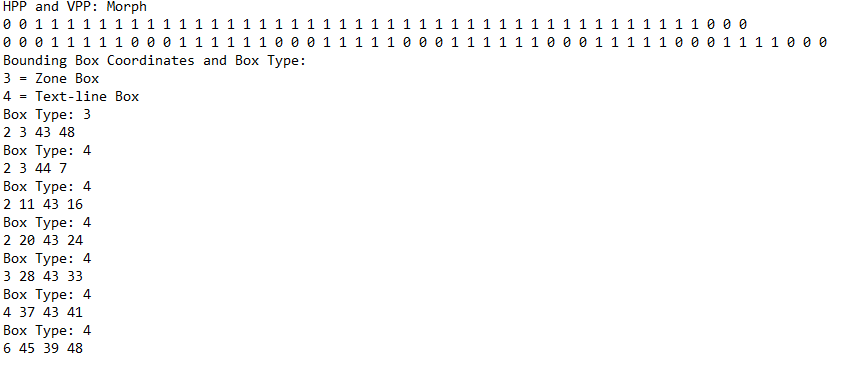 HPP and VPP: Morph
0 0 1 1 1 1 1 1 1 1 1 1 1 1 1 1 1 1 1 1 1 1 1 1 1 1 1 1 1 1 1 1 1 1 1 1 1 1 1 1 1 1 1 1 0 0 0
0 0 0 1 1 1 1 1 0 0 0 1 1 1 1 1 1 0 0 0 1 1 1 1 1 0 0 0 1 1 1 1 1 1 0 0 0 1 1 1 1 1 0 0 0 1 1 1 1 0 0 0
Bounding Box Coordinates and Box Type:
3 = Zone Box
4 = Text-line Box
Box Type: 3
2 3 43 48
Box Type: 4
2 3 44 7
Box Type: 4
2 11 43 16
Box Type: 4
2 20 43 24
Box Type: 4
3 28 43 33
Box Type: 4
4 37 43 41
Box Type: 4
6 45 39 48